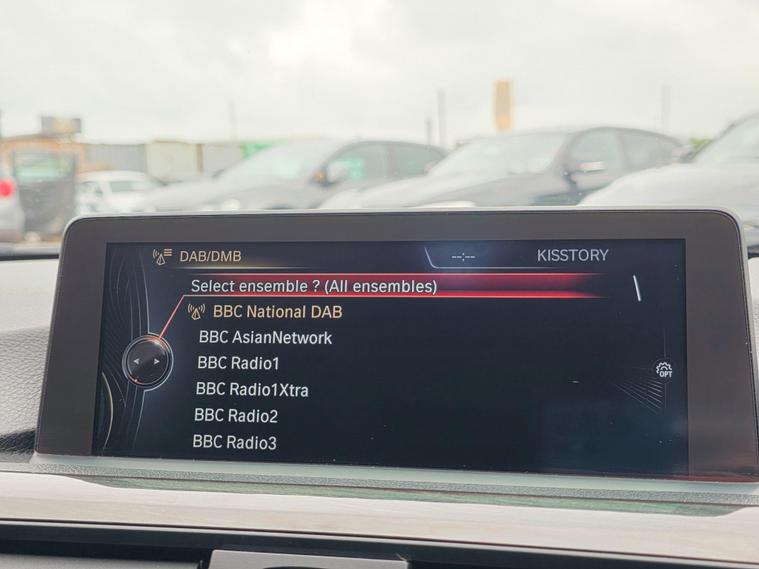 DAB/DMB --:-- KISSTORY
Select ensemble ? (All ensembles)
BBC National DAB
BBC AsianNetwork
BBC Radio1
OPT
BBC Radio1Xtra
BBC Radio2
BBC Radio3